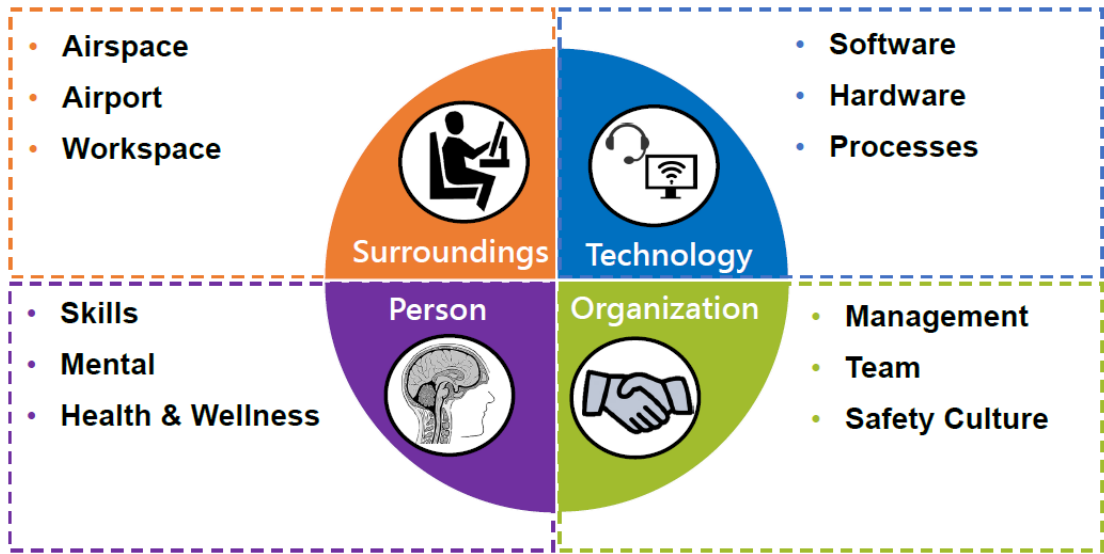 • Airspace
• Airport
• Workspace
Surroundings
• Software
• Hardware
• Processes
Technology
• Skills
• Mental
• Health & Wellness
Person
Organization
• Management
• Team
• Safety Culture